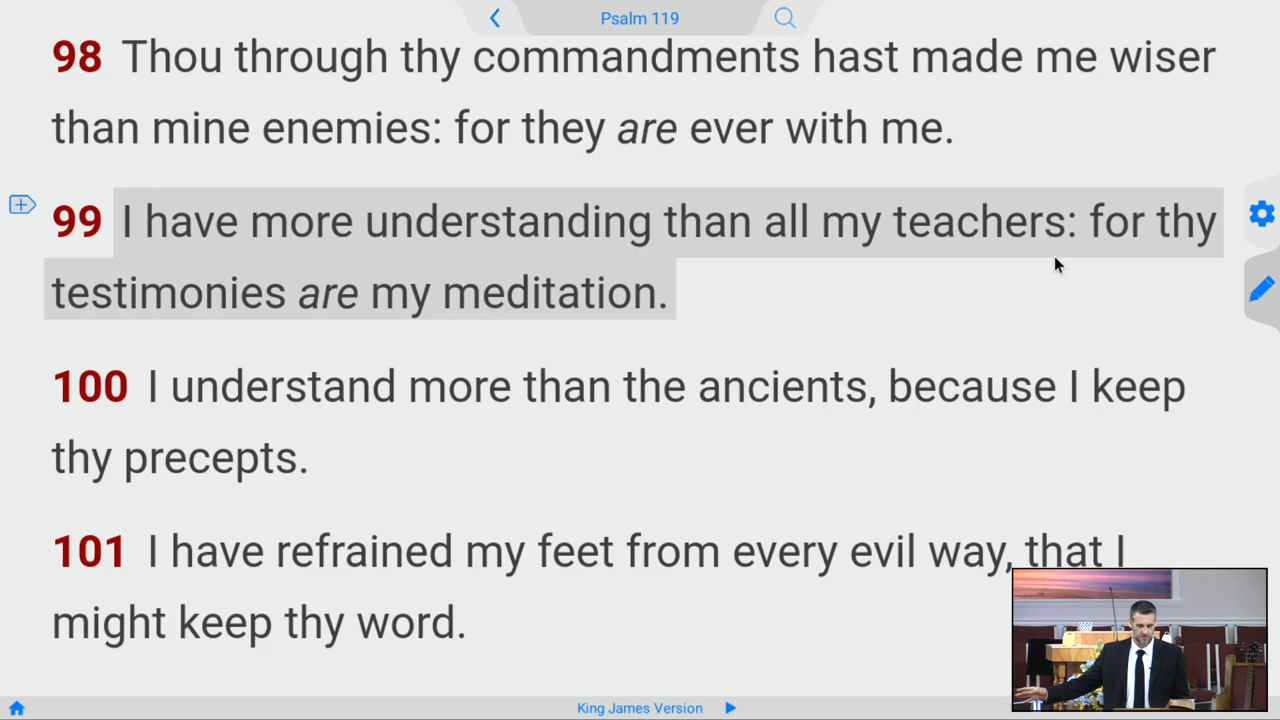 Psalm 119
98 Thou through thy commandments hast made me wiser
than mine enemies: for they are ever with me.
99 I have more understanding than all my teachers: for thy
testimonies are my meditation.
100 I understand more than the ancients, because I keep
thy precepts.
101 I have refrained my feet from every evil way, that I
might keep thy word.
King James Version